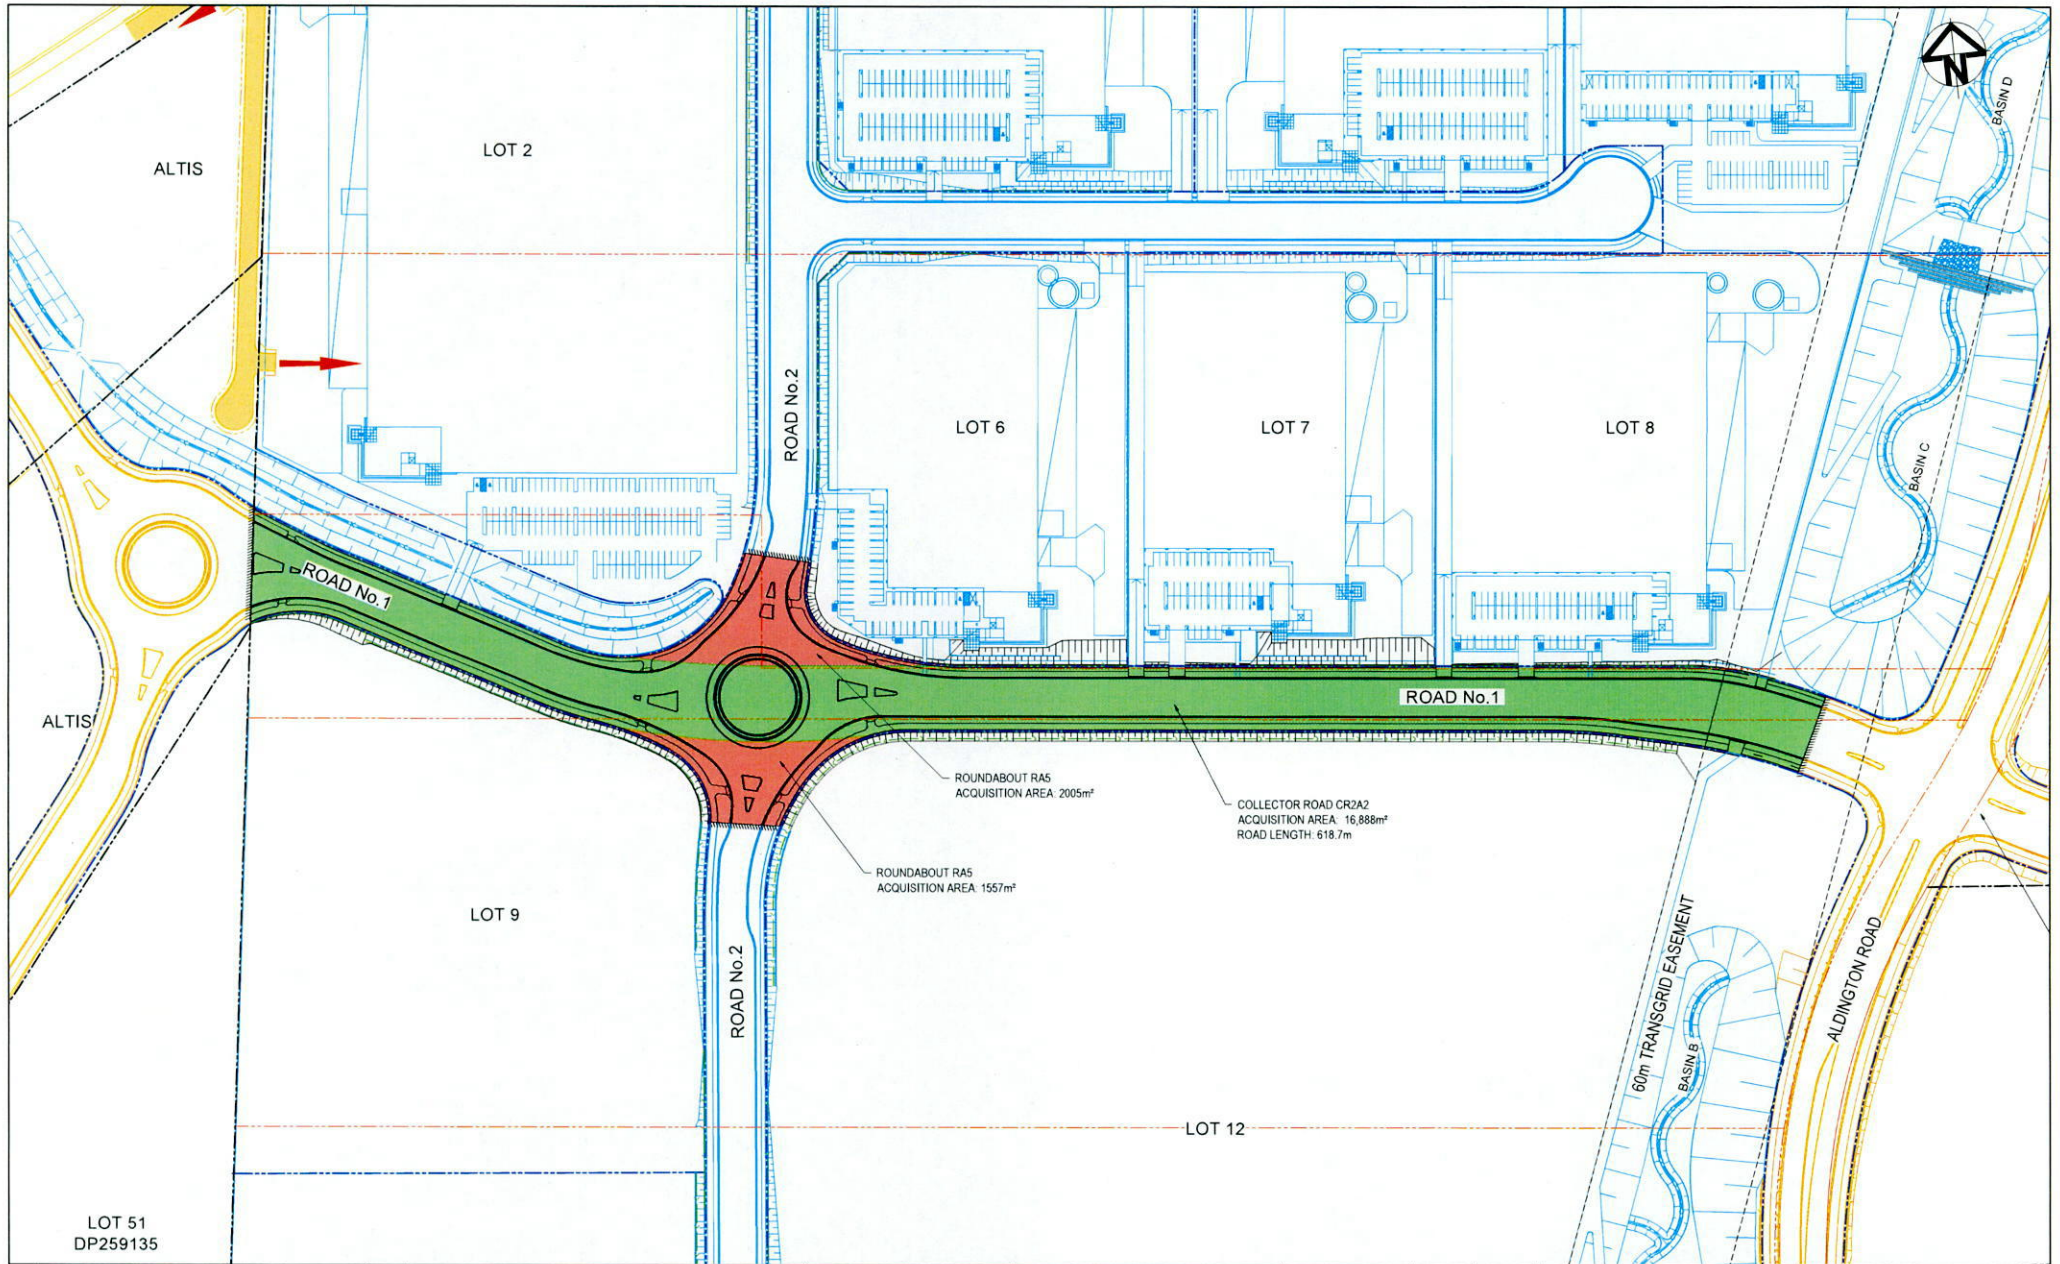 N
BASIN D
ALTIS
LOT 2
ROAD No.2
LOT 6
LOT 7
LOT 8
BASIN C
ROAD No.1
ROAD No.1
ALTIS
ROUNDABOUT RA5
ACQUISITION AREA: 2005m²
COLLECTOR ROAD CR2A2
ACQUISITION AREA: 16,888m²
ROAD LENGTH: 618.7m
ROUNDABOUT RA5
ACQUISITION AREA: 1557m²
LOT 9
ROAD No.2
60m TRANSGRID EASEMENT
BASIN B
ALDINGTON ROAD
LOT 12
LOT 51
DP259135